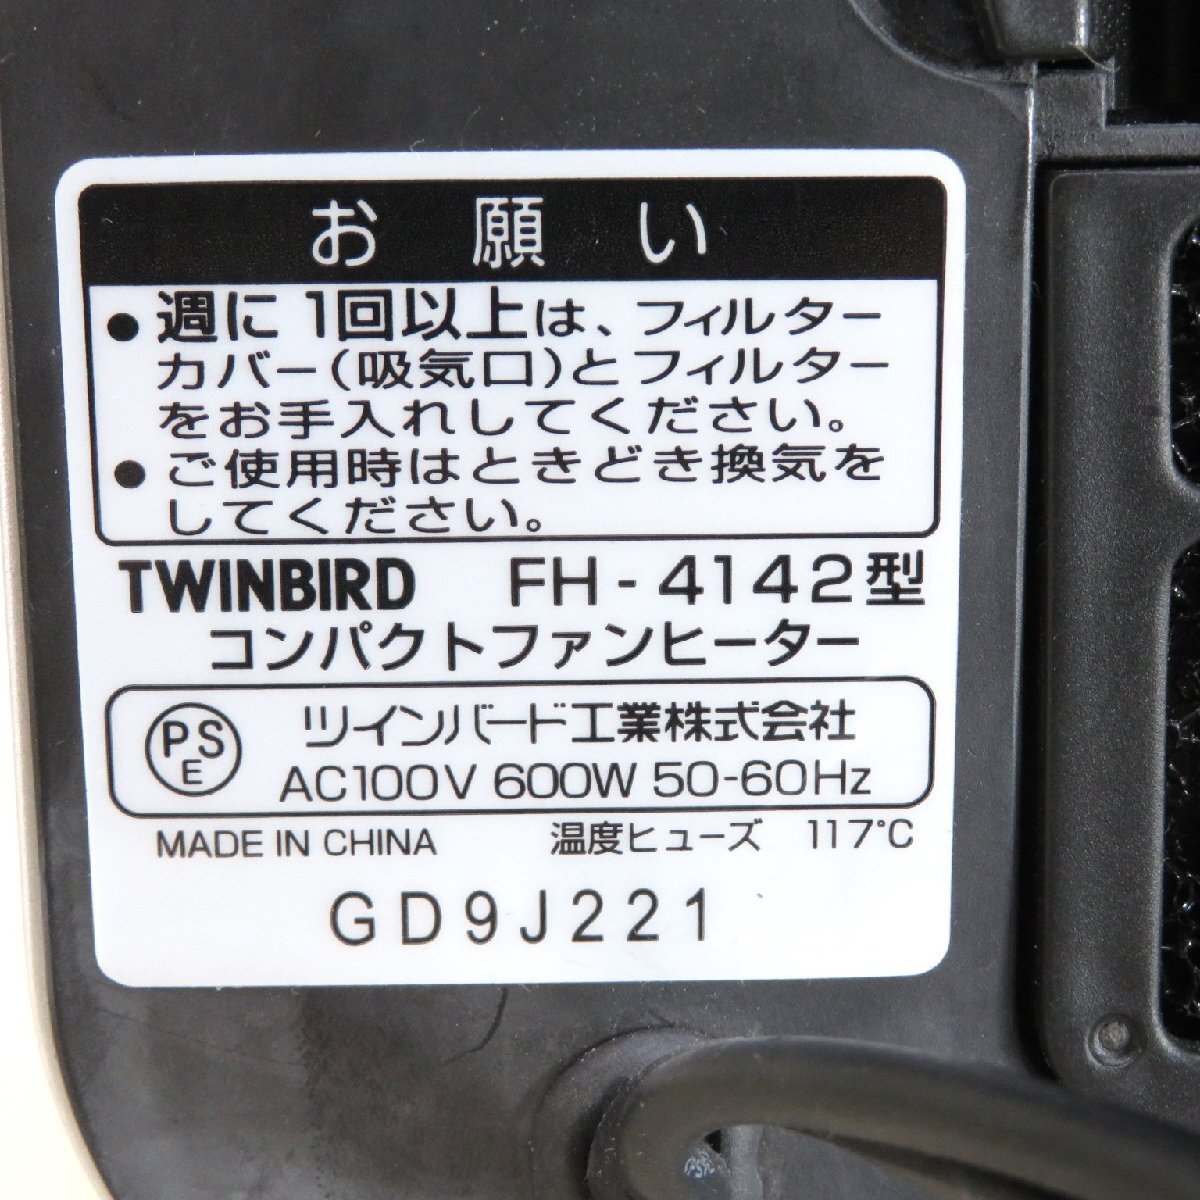 お願い
●週に1回以上は、フィルター
カバー(吸気口)とフィルター
をお手入れしてください。
●ご使用時はときどき換気を
してください。
TWINBIRD FH-4142型
コンパクトファンヒーター
PSE ツインバード工業株式会社
AC100V 600W 50-60Hz
MADE IN CHINA 温度ヒューズ 117℃
GD9J221